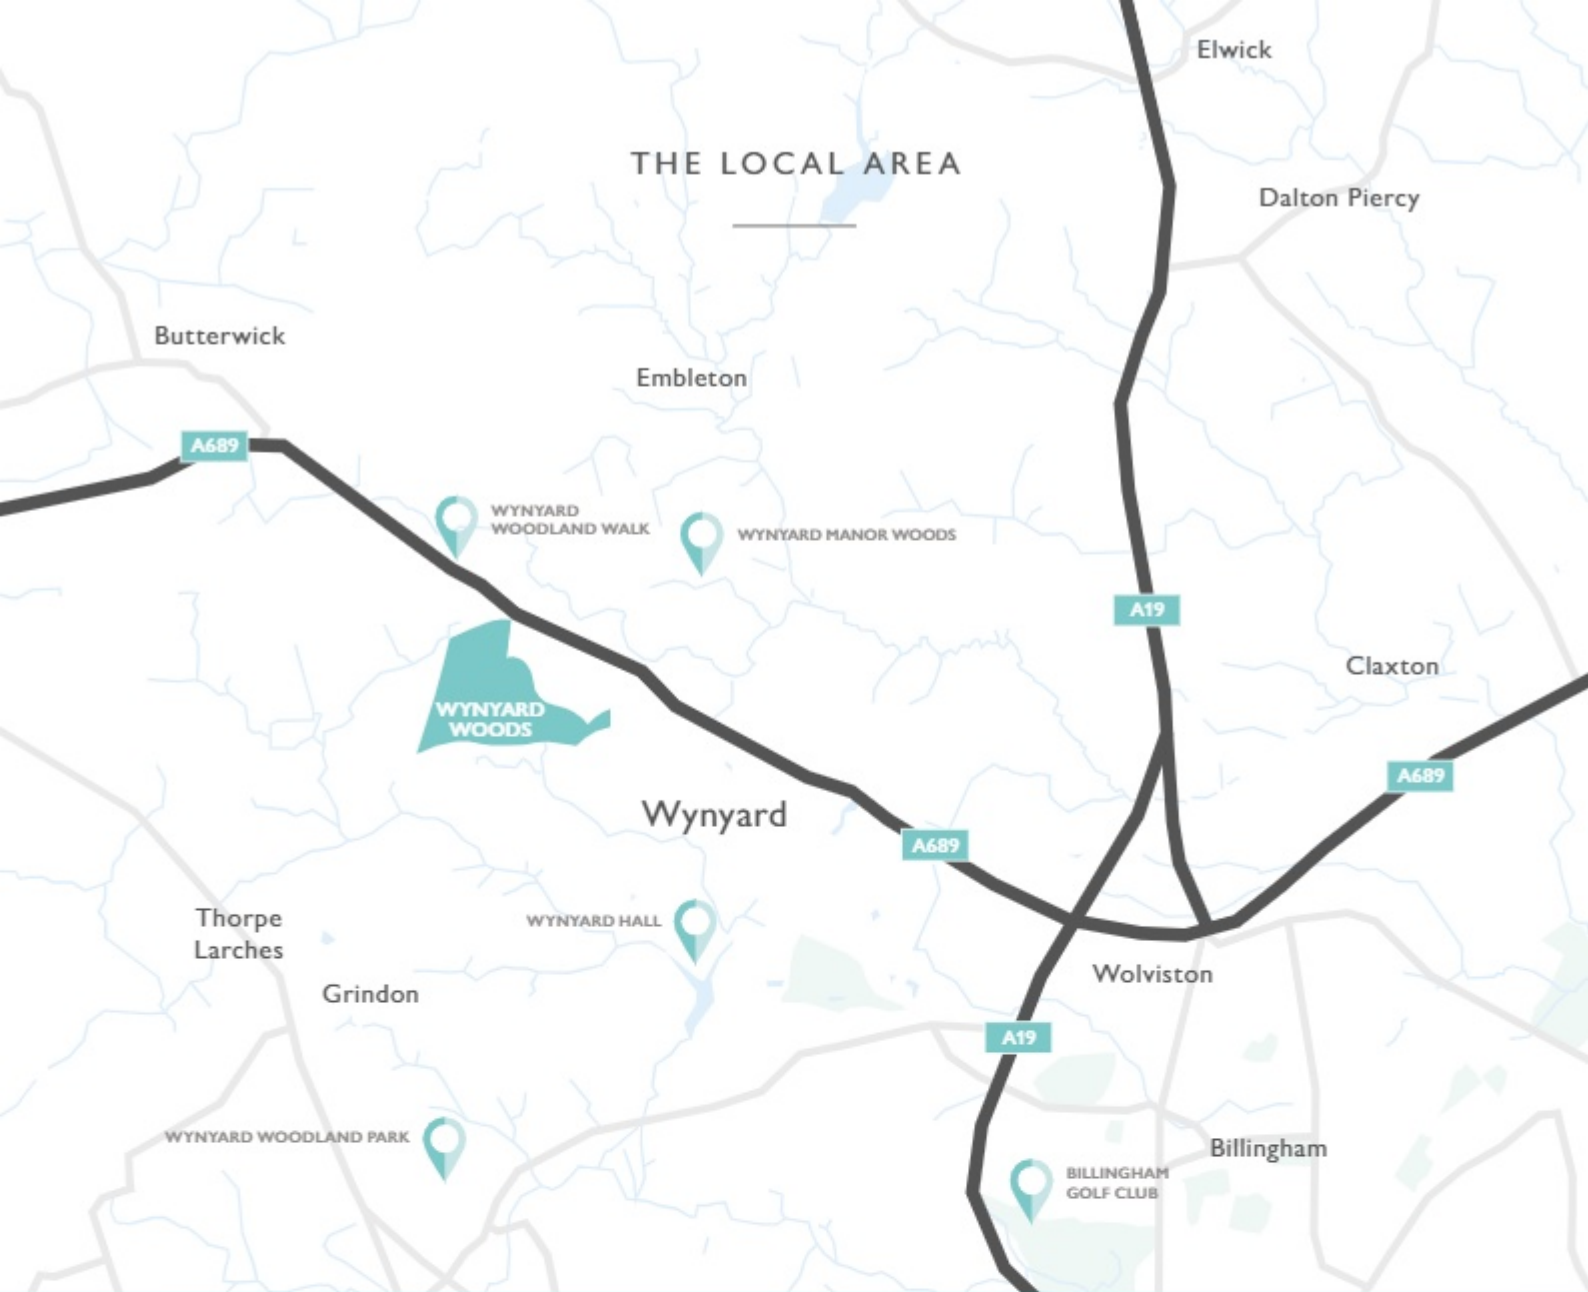 Elwick
THE LOCAL AREA
Dalton Piercy
Butterwick
Embleton
A689
WYNYARD
WOODLAND WALK
WYNYARD MANOR WOODS
A19
Claxton
WYNYARD
WOODS
A689
Wynyard
A689
Thorpe
Larches
WYNYARD HALL
Wolviston
Grindon
A19
WYNYARD WOODLAND PARK
Billingham
BILLINGHAM
GOLF CLUB